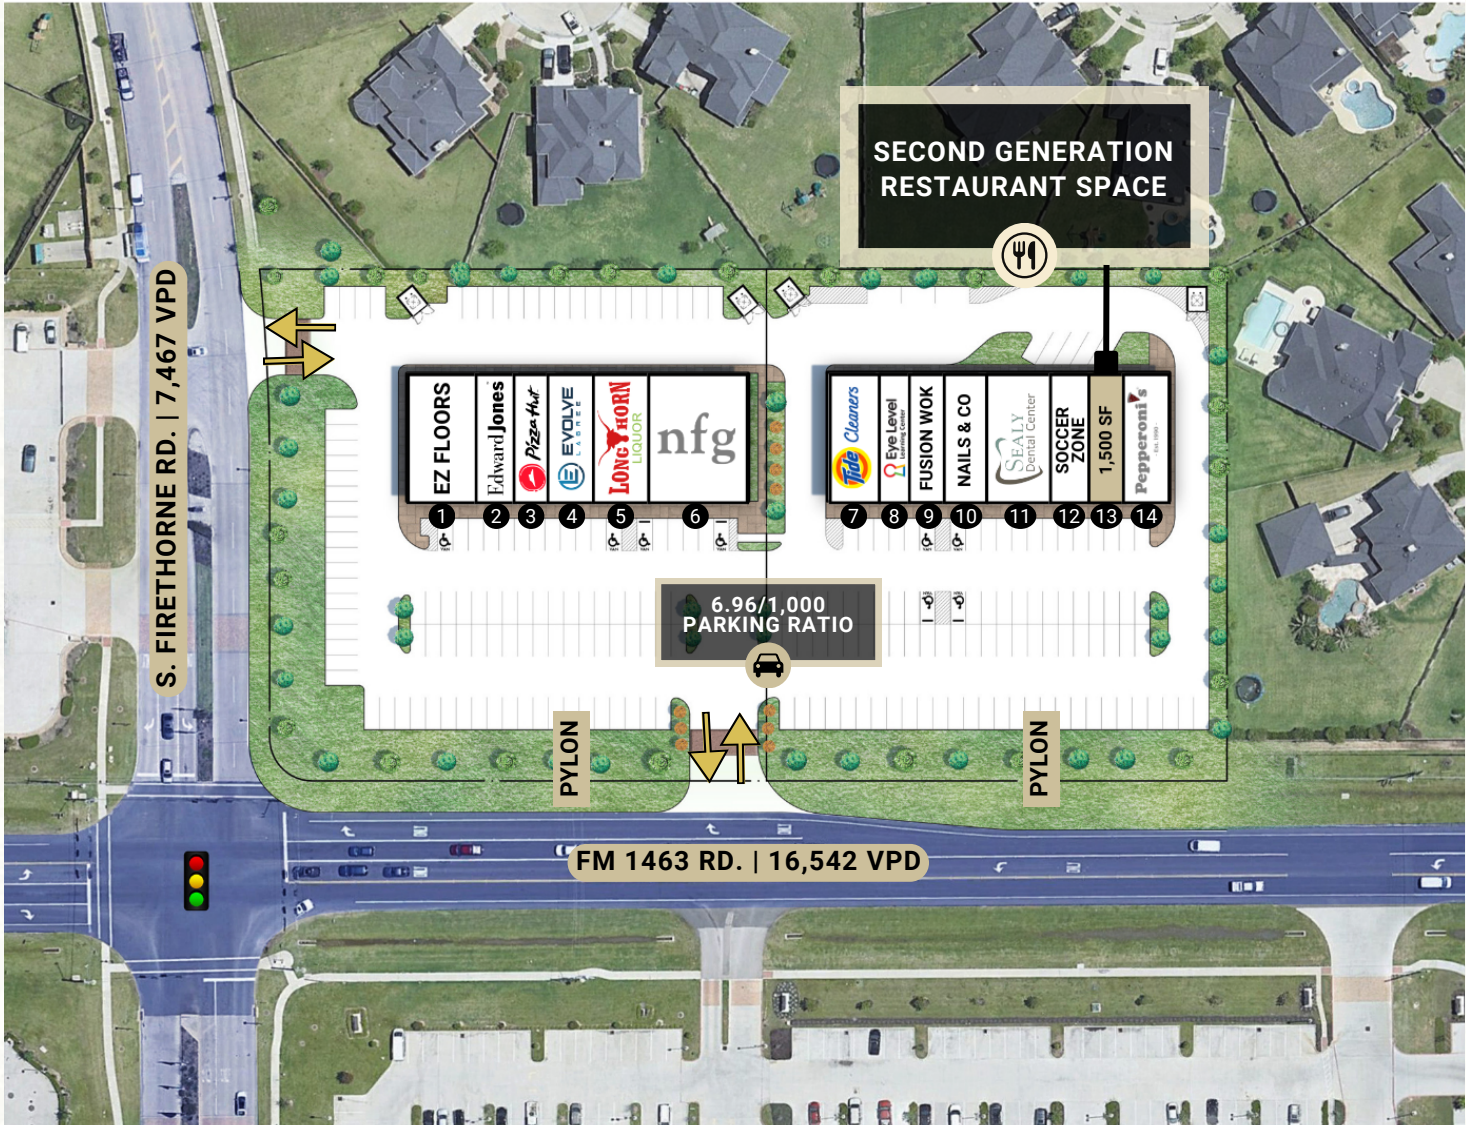 SECOND GENERATION
RESTAURANT SPACE
S. FIRETHORNE RD. | 7,467 VPD
EZ FLOORS
Edward Jones
Pizza Hut
EVOLVE
LONGHORN
LIQUOR
nfg
Tide Cleaners
Eye Level
Learning Center
FUSION WOK
NAILS & CO
SEALY
Dental Center
SOCCER
ZONE
1,500 SF
Pepperoni's
1
2
3
4
5
6
7
8
9
10
11
12
13
14
6.96/1,000
PARKING RATIO
PYLON
PYLON
FM 1463 RD. | 16,542 VPD